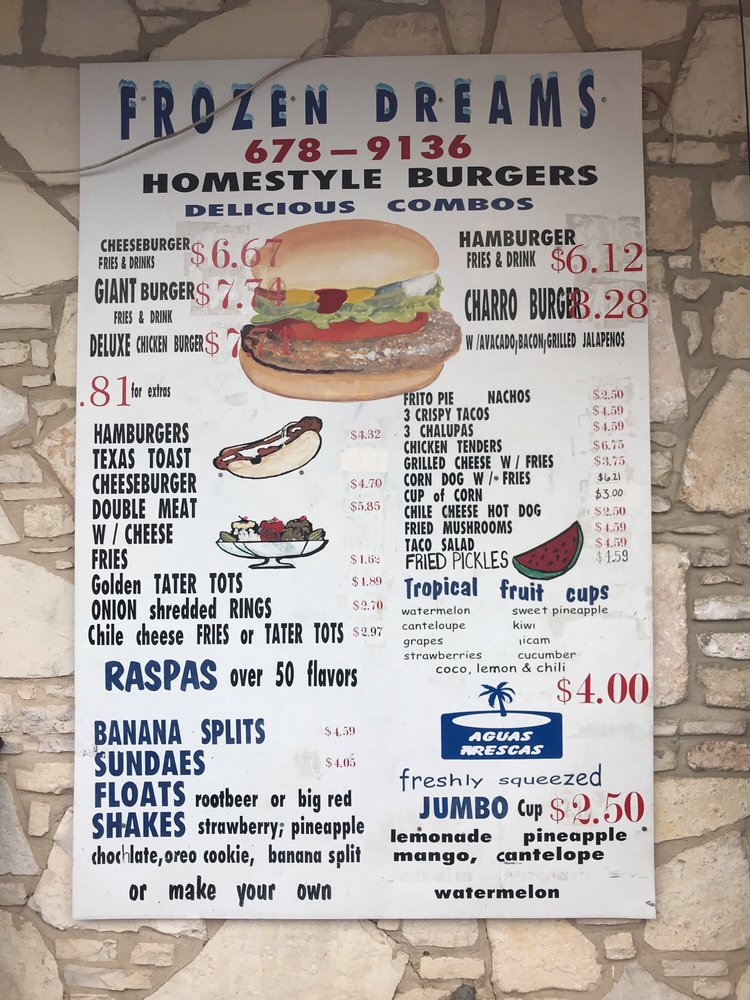 FROZEN DREAMS
678-9136
HOMESTYLE BURGERS
DELICIOUS COMBOS
CHEESEBURGER $6.67
FRIES & DRINKS
GIANT BURGER $7.74
FRIES & DRINK
DELUXE CHICKEN BURGER $7
.81 for extras
HAMBURGER
FRIES & DRINK $6.12
CHARRO BURGER 8.28
W/AVACADO,BACON,GRILLED JALAPENOS
HAMBURGERS $4.32
TEXAS TOAST
CHEESEBURGER $4.70
DOUBLE MEAT $5.85
W / CHEESE
FRIES $1.62
Golden TATER TOTS $1.89
ONION shredded RINGS $2.70
Chile cheese FRIES or TATER TOTS $2.97
RASPAS over 50 flavors
BANANA SPLITS $4.59
SUNDAES $4.05
FLOATS rootbeer or big red
SHAKES strawberry; pineapple
choclate,oreo cookie, banana split
or make your own
FRITO PIE NACHOS $2.50
3 CRISPY TACOS $4.59
3 CHALUPAS $4.59
CHICKEN TENDERS $6.75
GRILLED CHEESE W / FRIES $3.75
CORN DOG W / FRIES $6.21
CUP of CORN $3.00
CHILE CHEESE HOT DOG $2.50
FRIED MUSHROOMS $4.59
TACO SALAD $4.59
FRIED PICKLES $4.59
Tropical fruit cups
watermelon sweet pineapple
canteloupe kiwi
grapes jicam
strawberries cucumber
coco, lemon & chili
$4.00
AGUAS
FRESCAS
freshly squeezed
JUMBO Cup $2.50
lemonade pineapple
mango, cantelope
watermelon